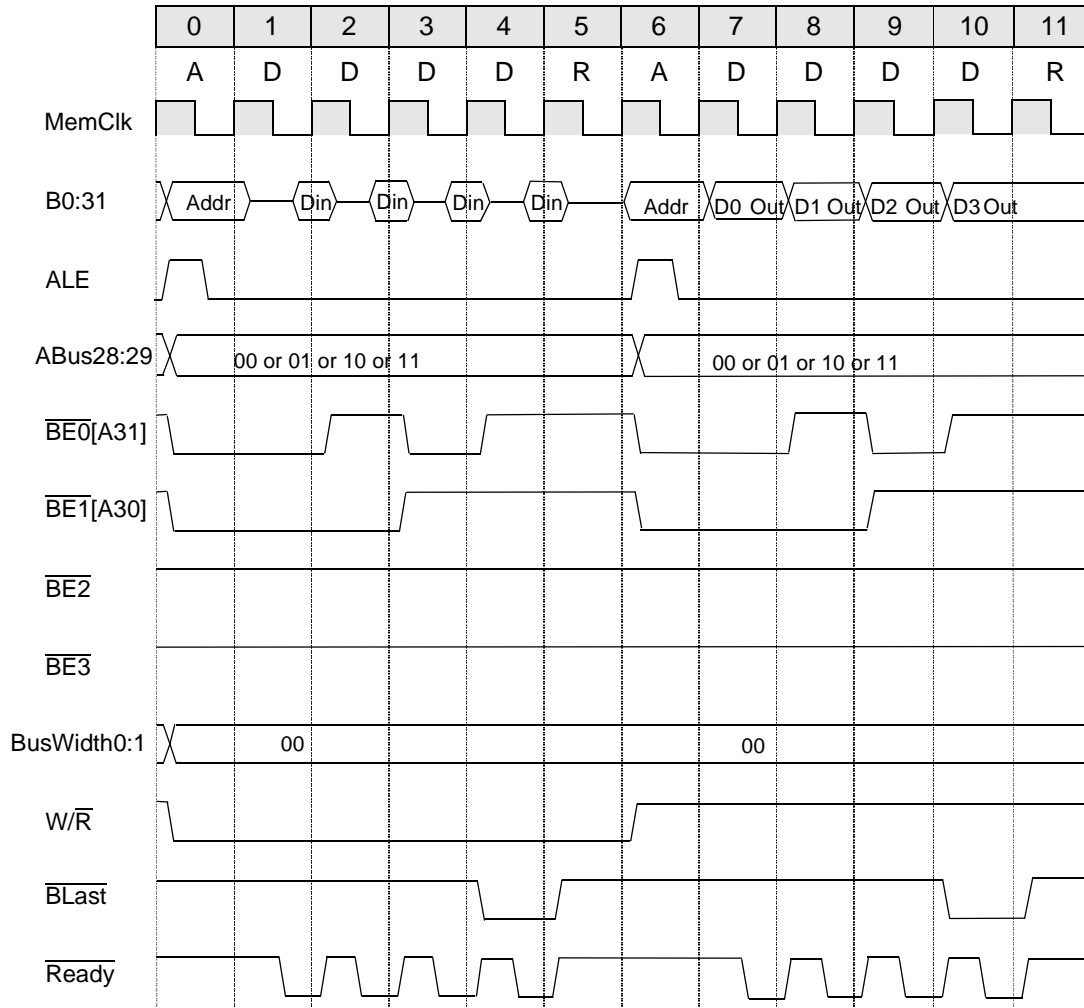 0 1 2 3 4 5 6 7 8 9 10 11
A D D D D R A D D D D R
MemClk
B0:31 Addr Din Din Din Din Addr D0 Out D1 Out D2 Out D3 Out
ALE
ABus28:29 00 or 01 or 10 or 11 00 or 01 or 10 or 11
BE0[A31]
BE1[A30]
BE2
BE3
BusWidth0:1 00 00
W/R
BLast
Ready